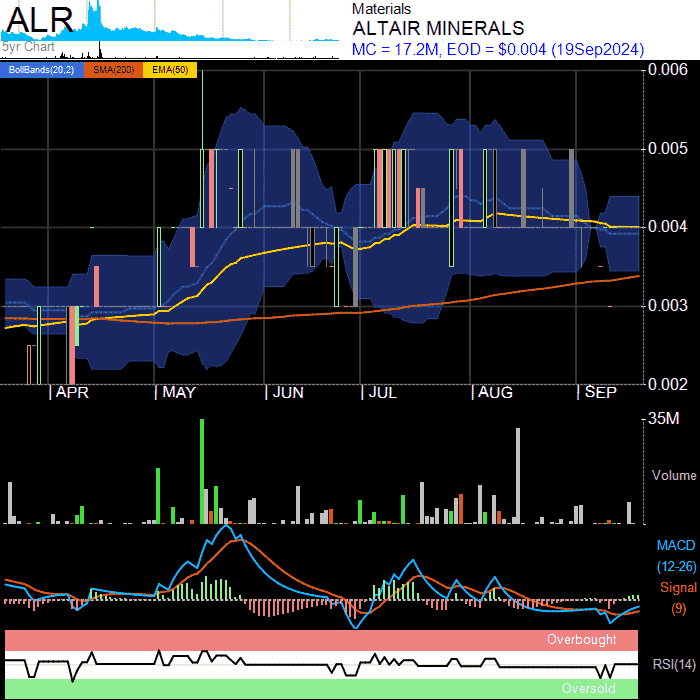 ALR
5yr Chart
Materials
ALTAIR MINERALS
MC = 17.2M, EOD = $0.004 (19Sep2024)
BollBands(20,2) SMA(200) EMA(50)
0.006
0.005
0.004
0.003
0.002
APR MAY JUN JUL AUG SEP
35M
Volume
MACD
(12-26)
Signal
(9)
Overbought
RSI(14)
Oversold